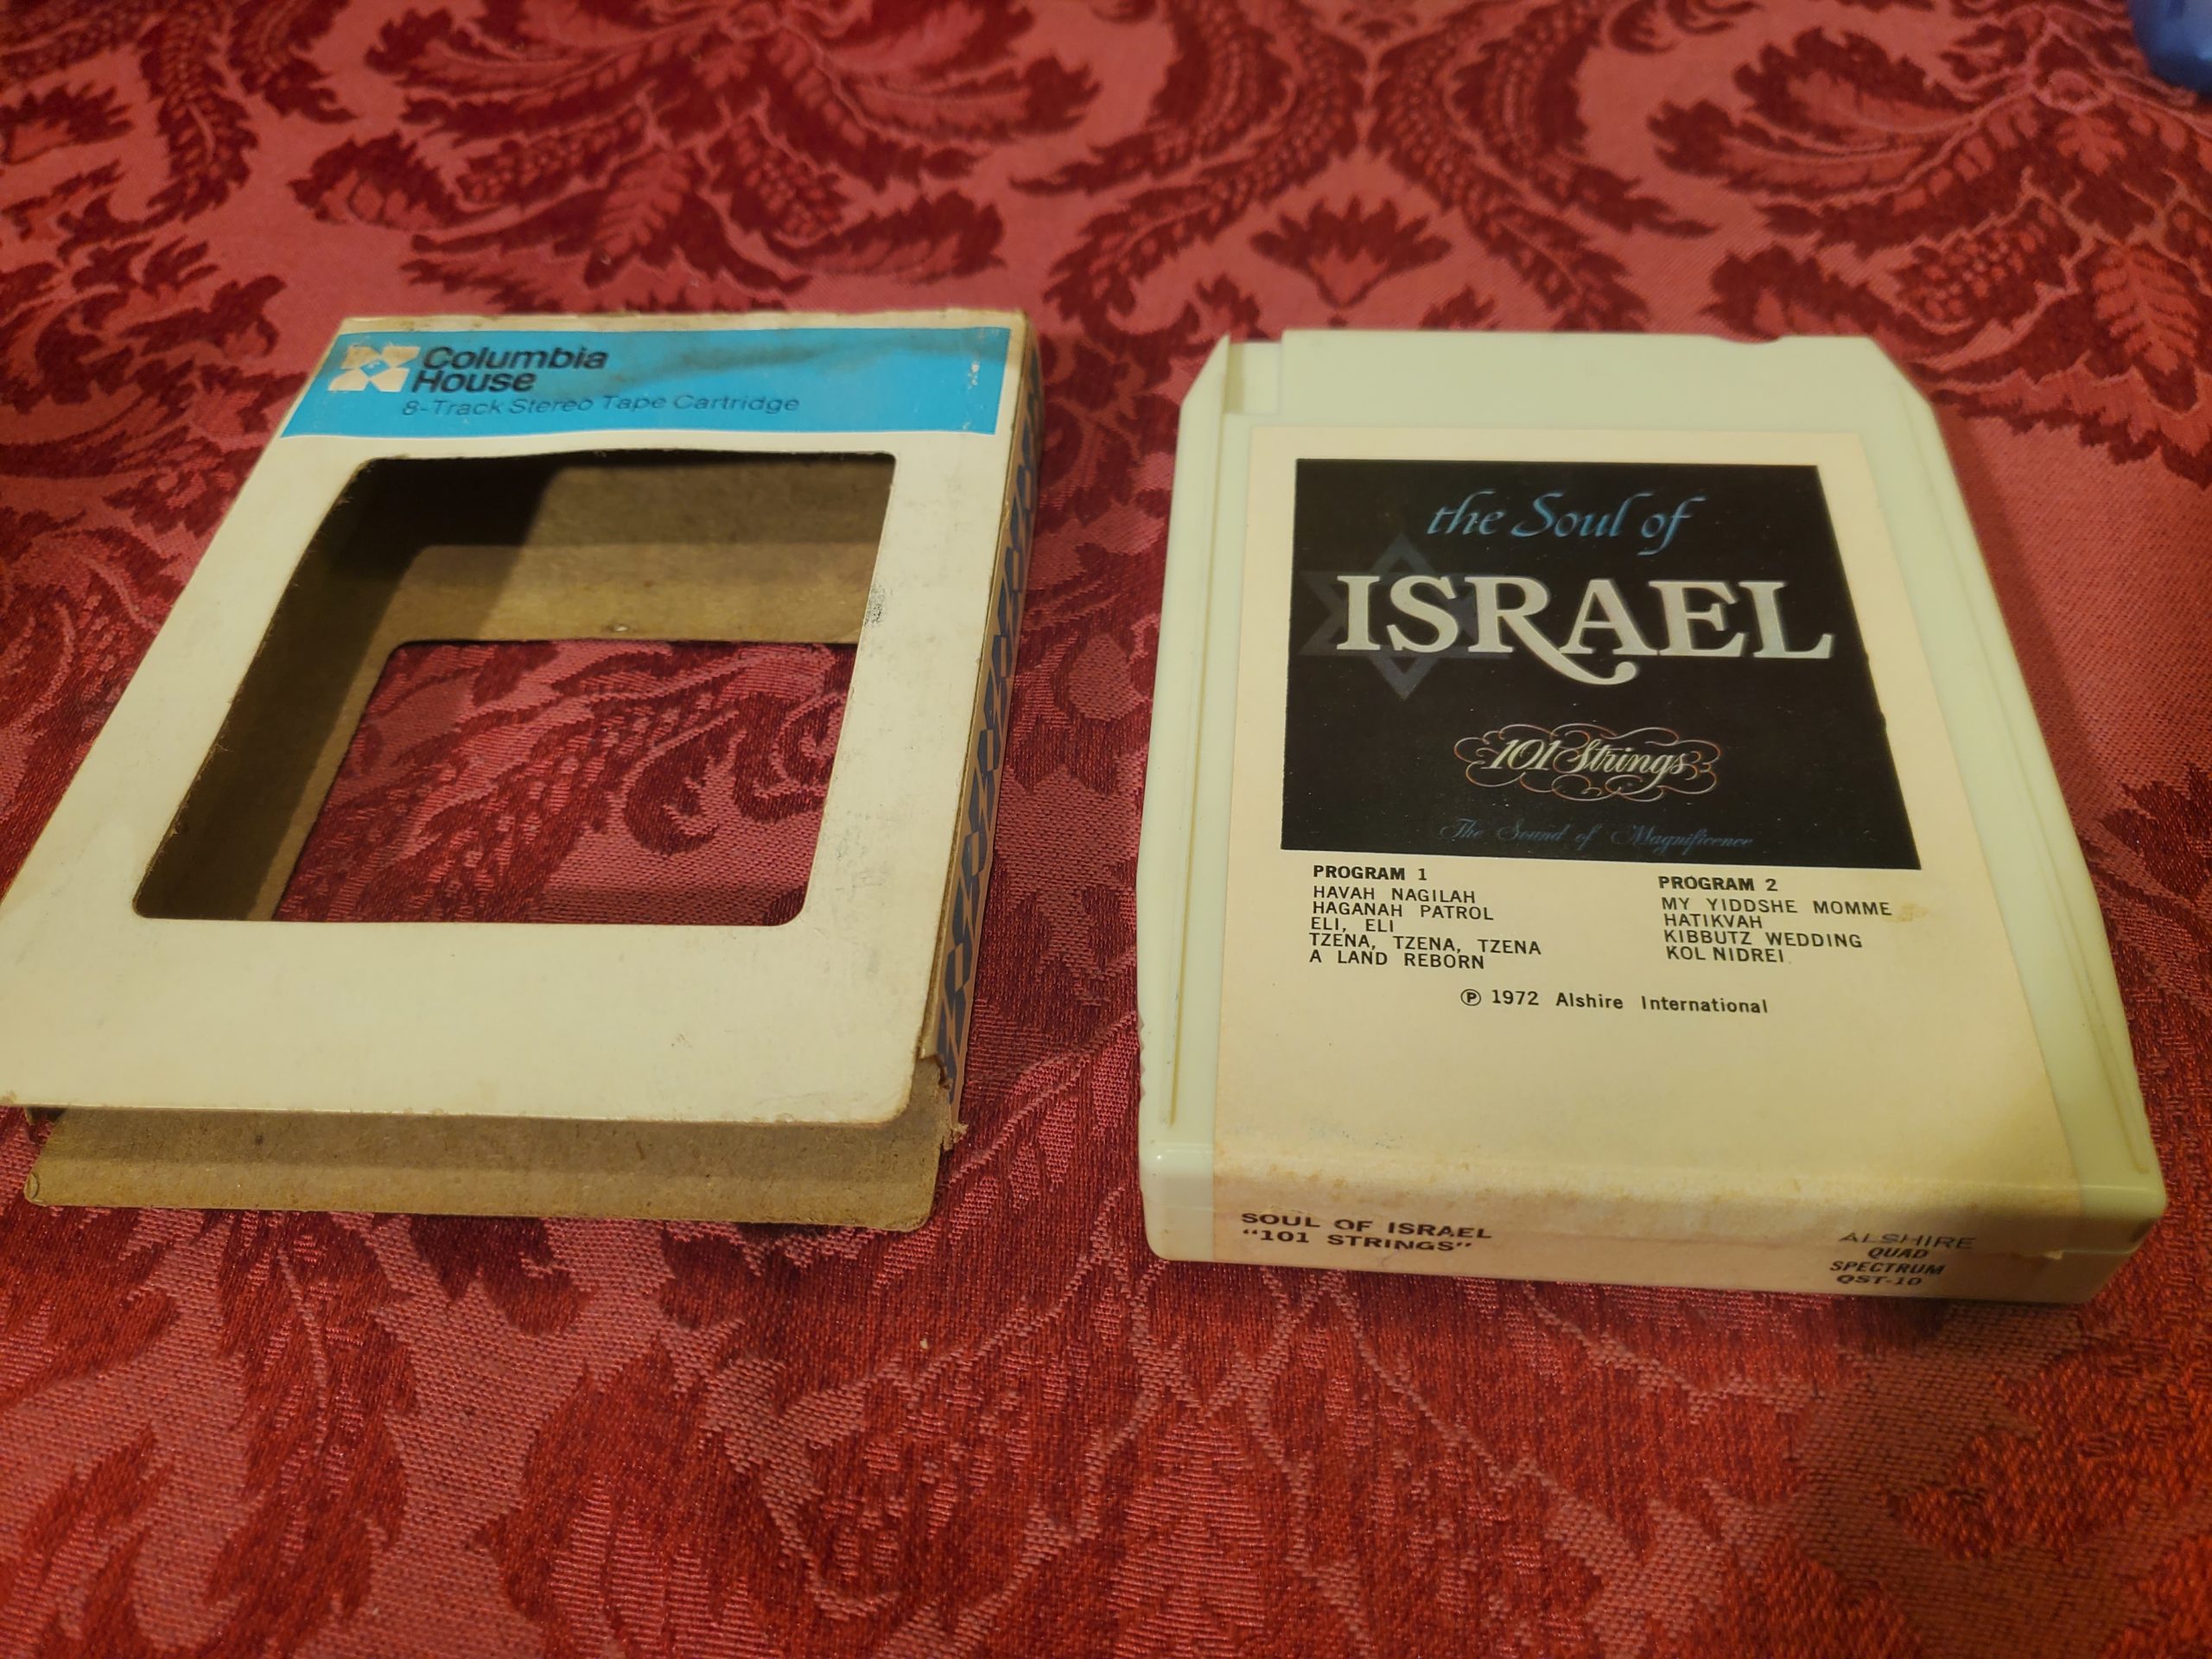 Columbia
House
8-Track Stereo Tape Cartridge
the Soul of
ISRAEL
101 Strings
The Sound of Magnificence
PROGRAM 1
HAVAH NAGILAH
HAGANAH PATROL
ELI, ELI
TZENA, TZENA, TZENA
A LAND REBORN
PROGRAM 2
MY YIDDSHE MOMME
HATIKVAH
KIBBUTZ WEDDING
KOL NIDREI
℗ 1972 Alshire International
SOUL OF ISRAEL
"101 STRINGS"
ALSHIRE
QUAD
SPECTRUM
QST-10